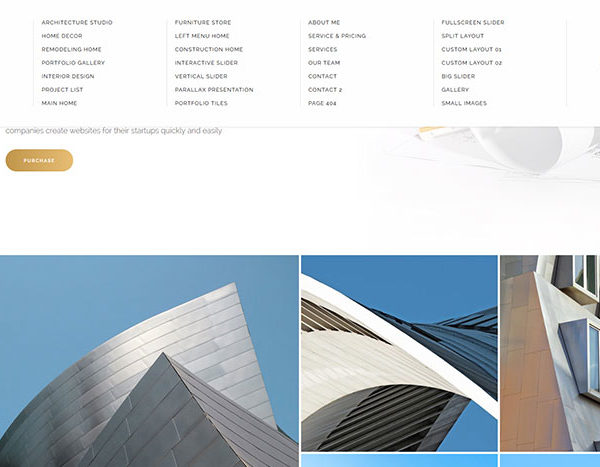 ARCHITECTURE STUDIO
HOME DECOR
REMODELING HOME
PORTFOLIO GALLERY
INTERIOR DESIGN
PROJECT LIST
MAIN HOME
FURNITURE STORE
LEFT MENU HOME
CONSTRUCTION HOME
INTERACTIVE SLIDER
VERTICAL SLIDER
PARALLAX PRESENTATION
PORTFOLIO TILES
ABOUT ME
SERVICE & PRICING
SERVICES
OUR TEAM
CONTACT
CONTACT 2
PAGE 404
FULLSCREEN SLIDER
SPLIT LAYOUT
CUSTOM LAYOUT 01
CUSTOM LAYOUT 02
BIG SLIDER
GALLERY
SMALL IMAGES
companies create websites for their startups quickly and easily
PURCHASE